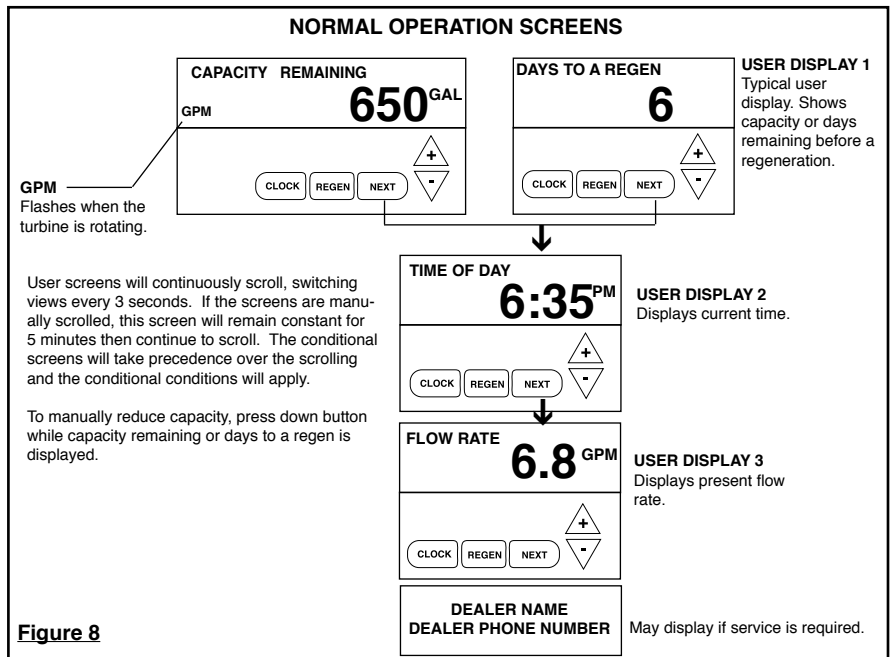 NORMAL OPERATION SCREENS
CAPACITY REMAINING
650 GAL
GPM
CLOCK REGEN NEXT
+
-
DAYS TO A REGEN
6
CLOCK REGEN NEXT
+
-
USER DISPLAY 1
Typical user
display. Shows
capacity or days
remaining before a
regeneration.
GPM
Flashes when the
turbine is rotating.
User screens will continuously scroll, switching
views every 3 seconds. If the screens are manu-
ally scrolled, this screen will remain constant for
5 minutes then continue to scroll. The conditional
screens will take precedence over the scrolling
and the conditional conditions will apply.
To manually reduce capacity, press down button
while capacity remaining or days to a regen is
displayed.
TIME OF DAY
6:35 PM
CLOCK REGEN NEXT
+
-
USER DISPLAY 2
Displays current time.
FLOW RATE
6.8 GPM
CLOCK REGEN NEXT
+
-
USER DISPLAY 3
Displays present flow
rate.
DEALER NAME
DEALER PHONE NUMBER
May display if service is required.
Figure 8